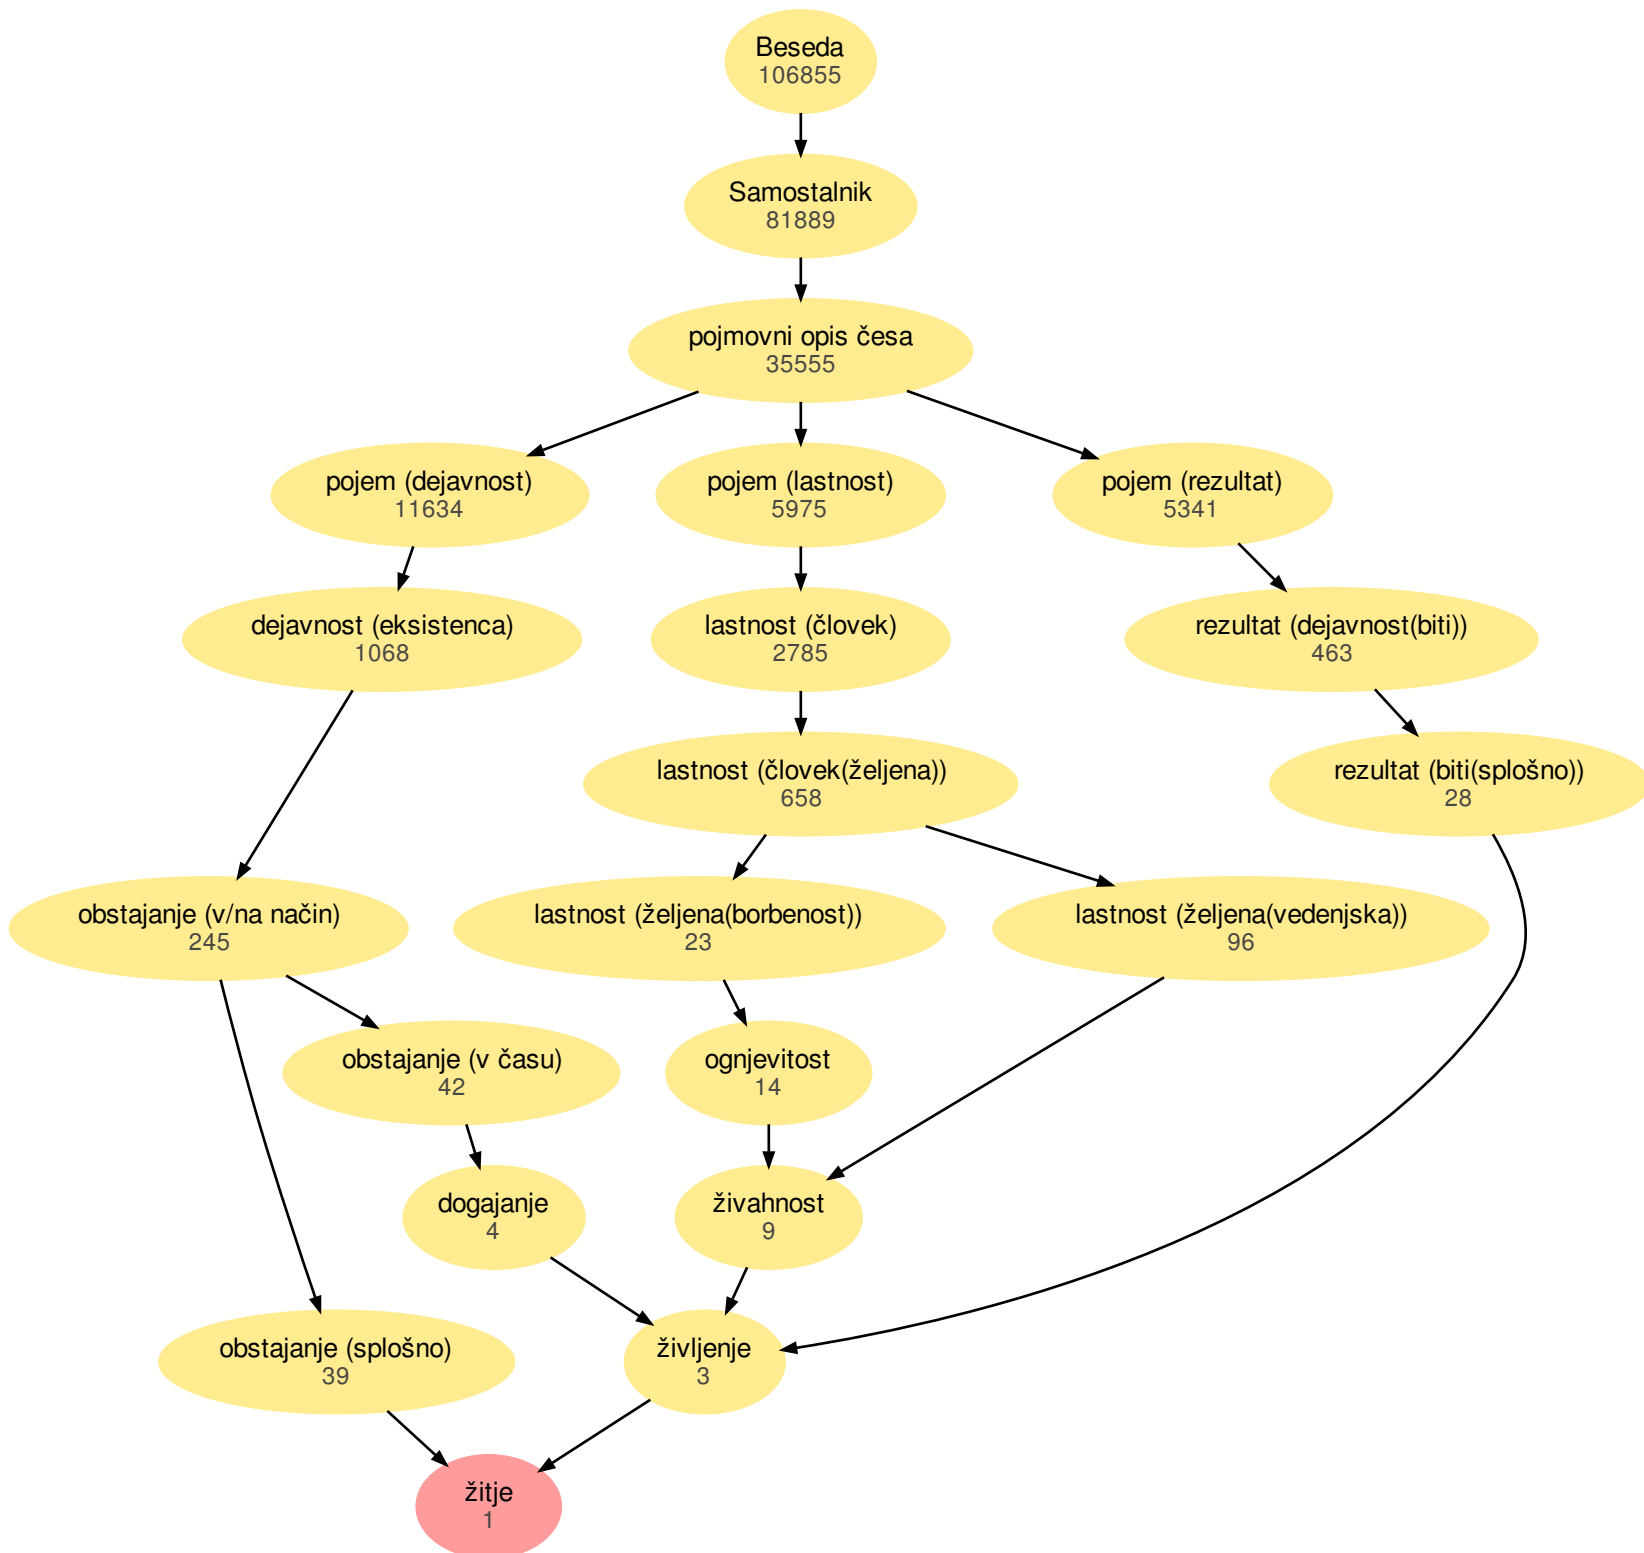 Beseda
106855
Samostalnik
81889
pojmovni opis česa
35555
pojem (dejavnost)
11634
pojem (lastnost)
5975
pojem (rezultat)
5341
dejavnost (eksistenca)
1068
lastnost (človek)
2785
rezultat (dejavnost(biti))
463
lastnost (človek(željena))
658
rezultat (biti(splošno))
28
obstajanje (v/na način)
245
lastnost (željena(borbenost))
23
lastnost (željena(vedenjska))
96
obstajanje (v času)
42
ognjevitost
14
dogajanje
4
živahnost
9
obstajanje (splošno)
39
življenje
3
žitje
1